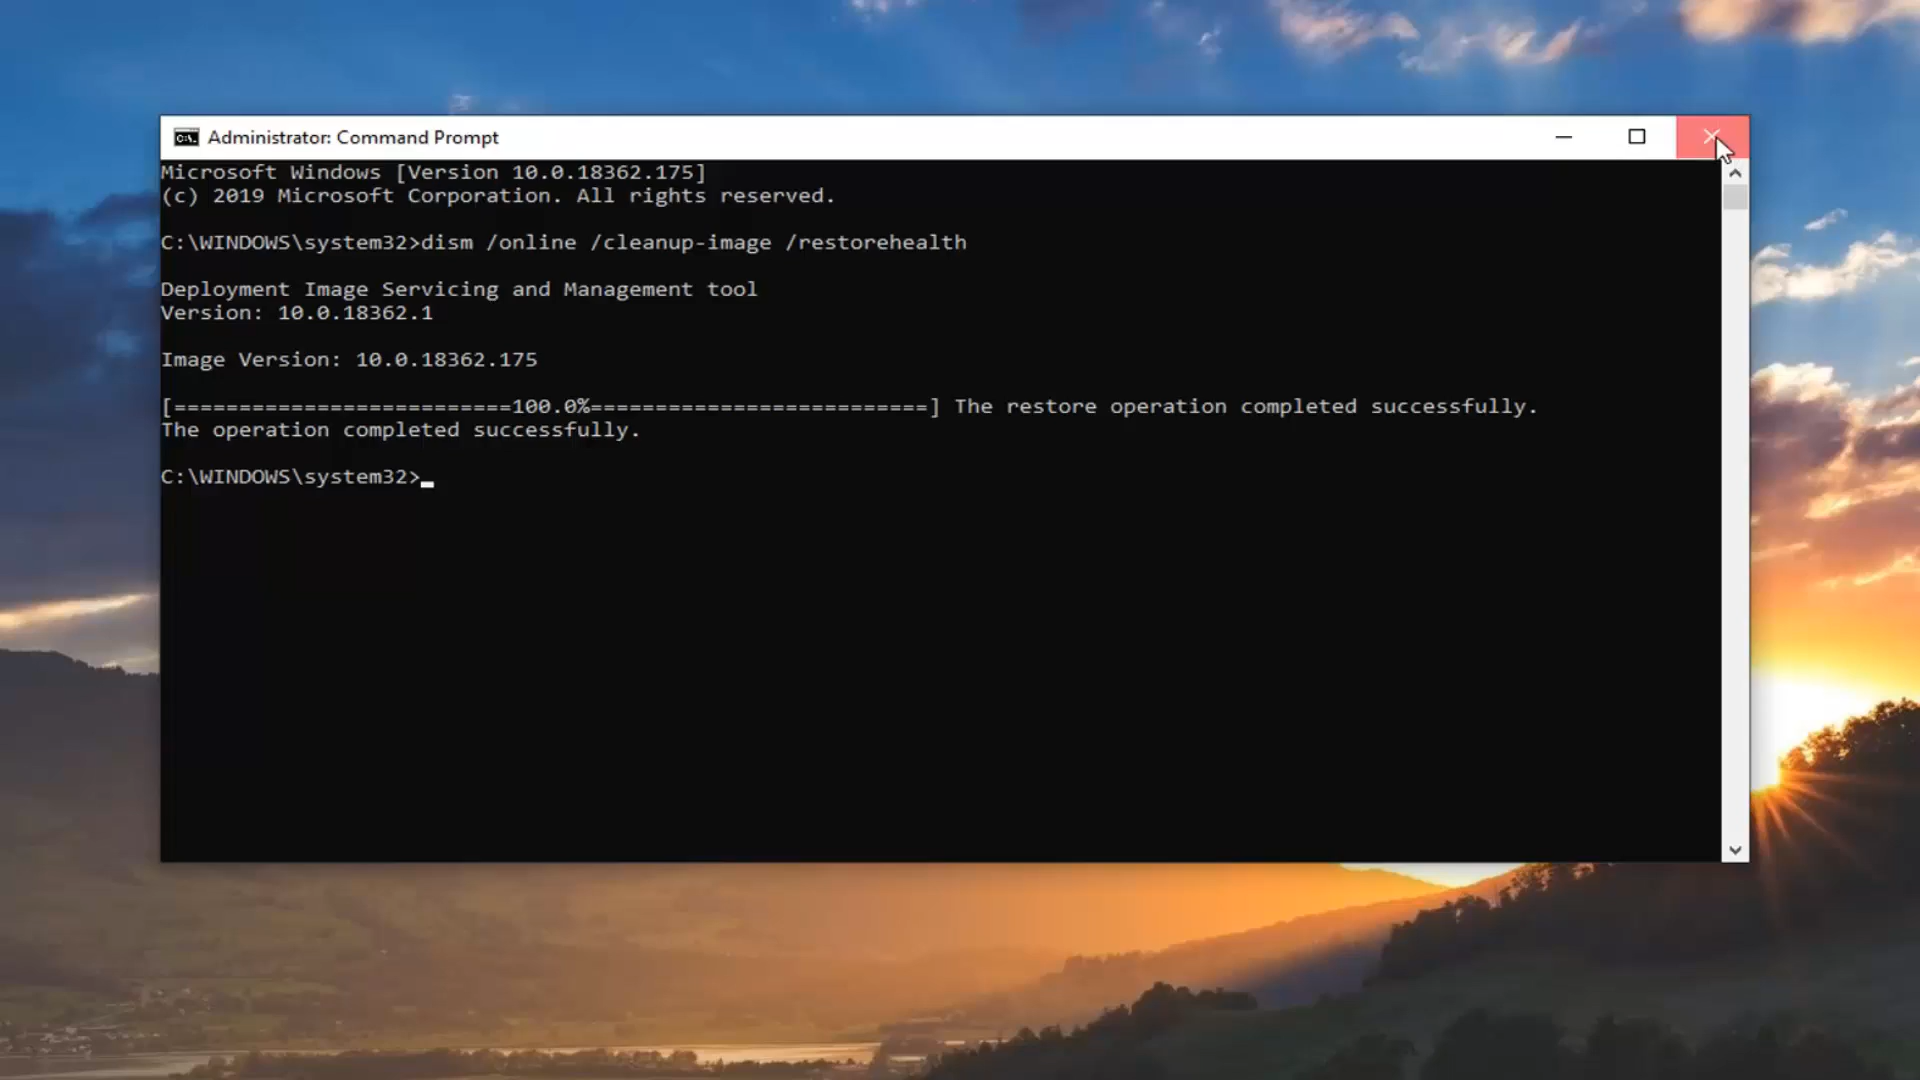 Administrator: Command Prompt
Microsoft Windows [Version 10.0.18362.175]
(c) 2019 Microsoft Corporation. All rights reserved.
C:\WINDOWS\system32>dism /online /cleanup-image /restorehealth
Deployment Image Servicing and Management tool
Version: 10.0.18362.1
Image Version: 10.0.18362.175
[==========================100.0%==========================] The restore operation completed successfully.
The operation completed successfully.
C:\WINDOWS\system32>